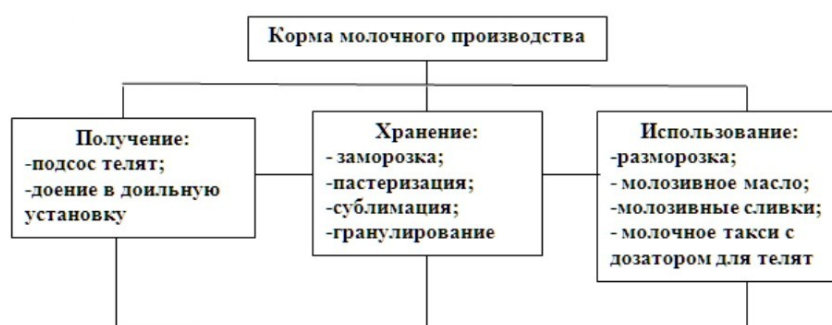 Корма молочного производства
Получение:
-подсос телят;
-доение в доильную
установку
Хранение:
- заморозка;
-пастеризация;
-сублимация;
-гранулирование
Использование:
-разморозка;
- молозивное масло;
-молозивные сливки;
- молочное такси с
дозатором для телят